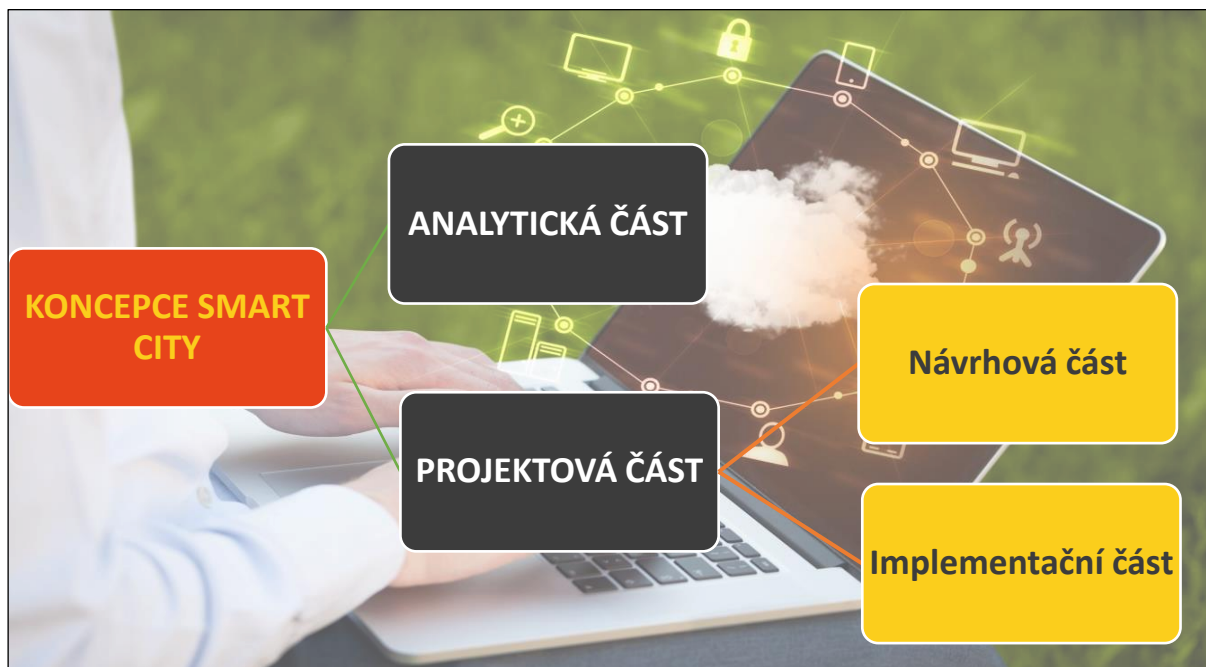 KONCEPCE SMART
CITY
ANALYTICKÁ ČÁST
PROJEKTOVÁ ČÁST
Návrhová část
Implementační část